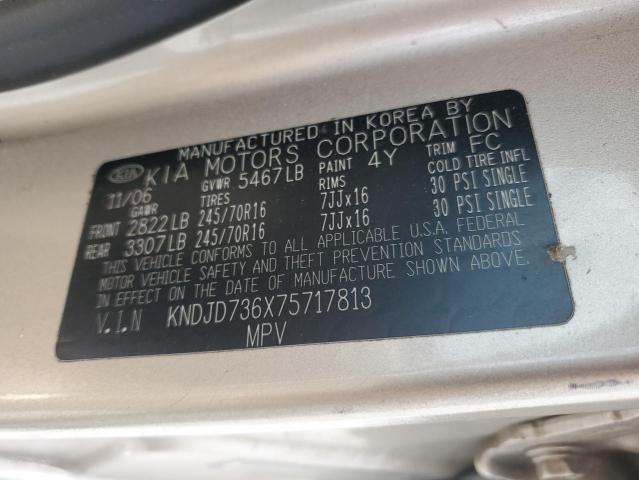 MANUFACTURED IN KOREA BY
KIA KIA MOTORS CORPORATION
11/06 GVWR 5467LB PAINT 4Y TRIM FC
GAWR TIRES RIMS COLD TIRE INFL
FRONT 2822LB 245/70R16 7JJx16 30 PSI SINGLE
REAR 3307LB 245/70R16 7JJx16 30 PSI SINGLE
THIS VEHICLE CONFORMS TO ALL APPLICABLE U.S.A. FEDERAL
MOTOR VEHICLE SAFETY AND THEFT PREVENTION STANDARDS
IN EFFECT ON THE DATE OF MANUFACTURE SHOWN ABOVE.
V.I.N KNDJD736X75717813
MPV